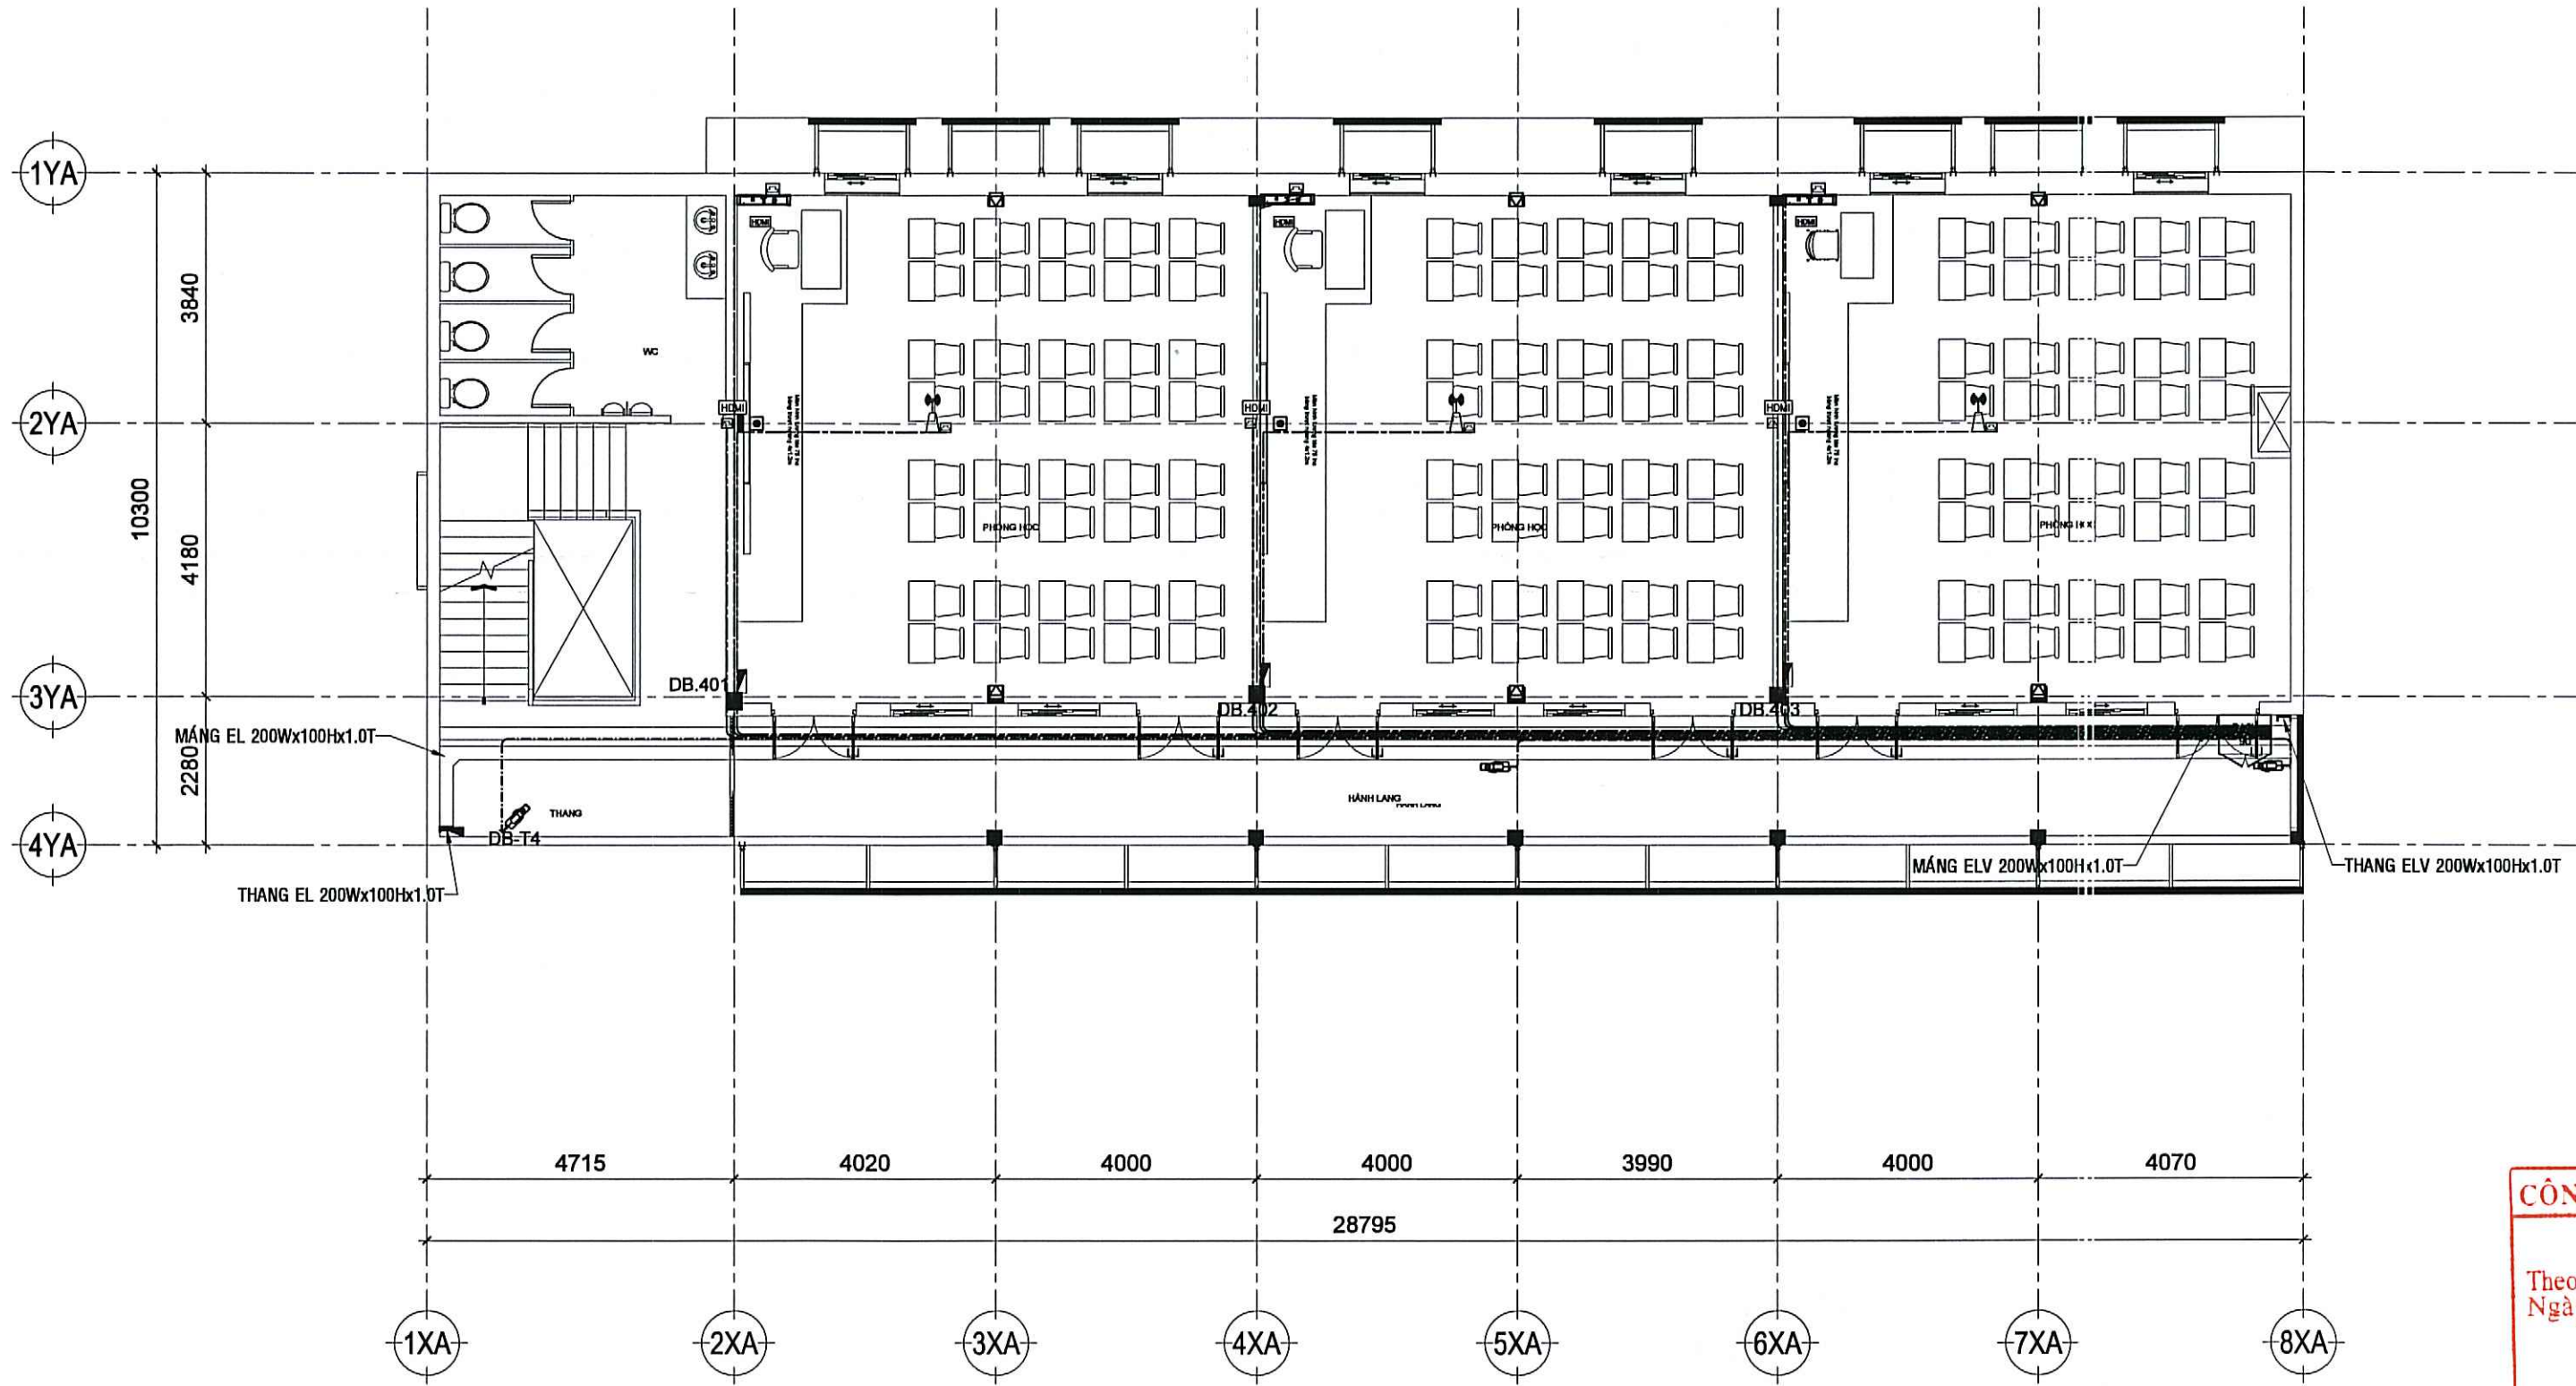 1YA
2YA
3YA
4YA
10300
3840
4180
2280
HDMI
HDMI
HDMI
WC
HDMI
HDMI
HDMI
PHÒNG HỌC
PHÒNG HỌC
PHÒNG HỌC
DB.401
DB.402
DB.403
MÁNG EL 200Wx100Hx1.0T
THANG
HÀNH LANG
DB-T4
THANG EL 200Wx100Hx1.0T
MÁNG ELV 200Wx100Hx1.0T
THANG ELV 200Wx100Hx1.0T
4715
4020
4000
4000
3990
4000
4070
28795
1XA
2XA
3XA
4XA
5XA
6XA
7XA
8XA
CÔN
Theo
Ngà